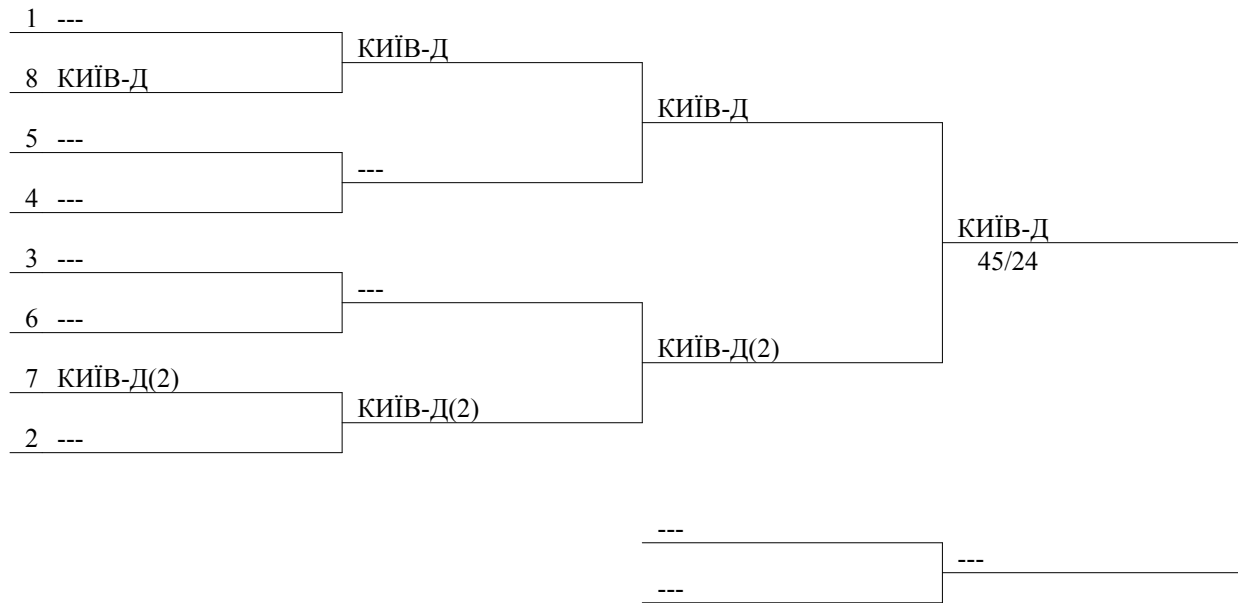 1 ---
8 КИЇВ-Д
5 ---
4 ---
3 ---
6 ---
7 КИЇВ-Д(2)
2 ---
КИЇВ-Д
---
---
КИЇВ-Д(2)
КИЇВ-Д
КИЇВ-Д(2)
КИЇВ-Д
45/24
---
---
---